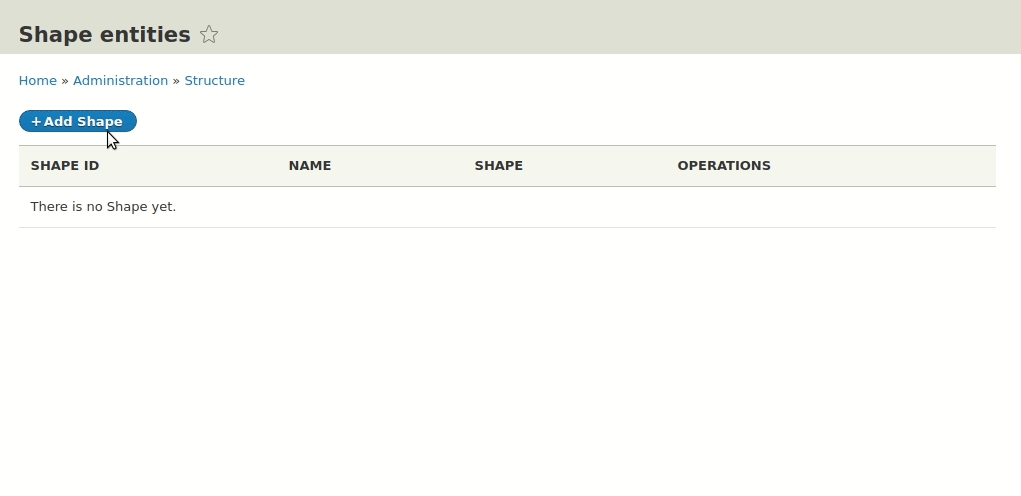 Shape entities
Home » Administration » Structure
+ Add Shape
SHAPE ID NAME SHAPE OPERATIONS
There is no Shape yet.